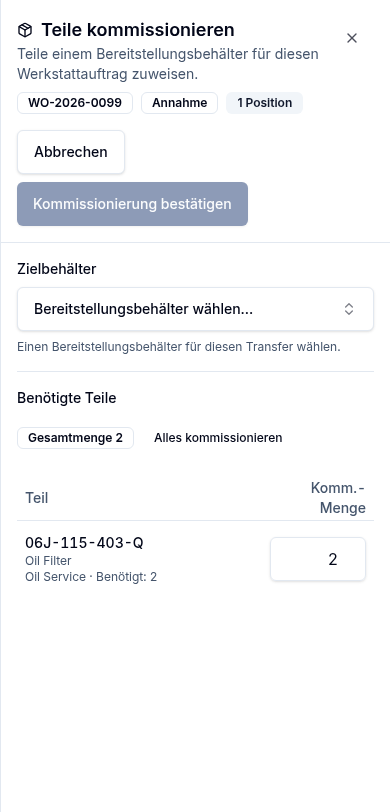 Teile kommissionieren
Teile einem Bereitstellungsbehälter für diesen
Werkstattauftrag zuweisen.
WO-2026-0099 Annahme 1 Position
Abbrechen
Kommissionierung bestätigen
Zielbehälter
Bereitstellungsbehälter wählen...
Einen Bereitstellungsbehälter für diesen Transfer wählen.
Benötigte Teile
Gesamtmenge 2 Alles kommissionieren
Teil Komm.-
Menge
06J-115-403-Q
Oil Filter
Oil Service · Benötigt: 2
2